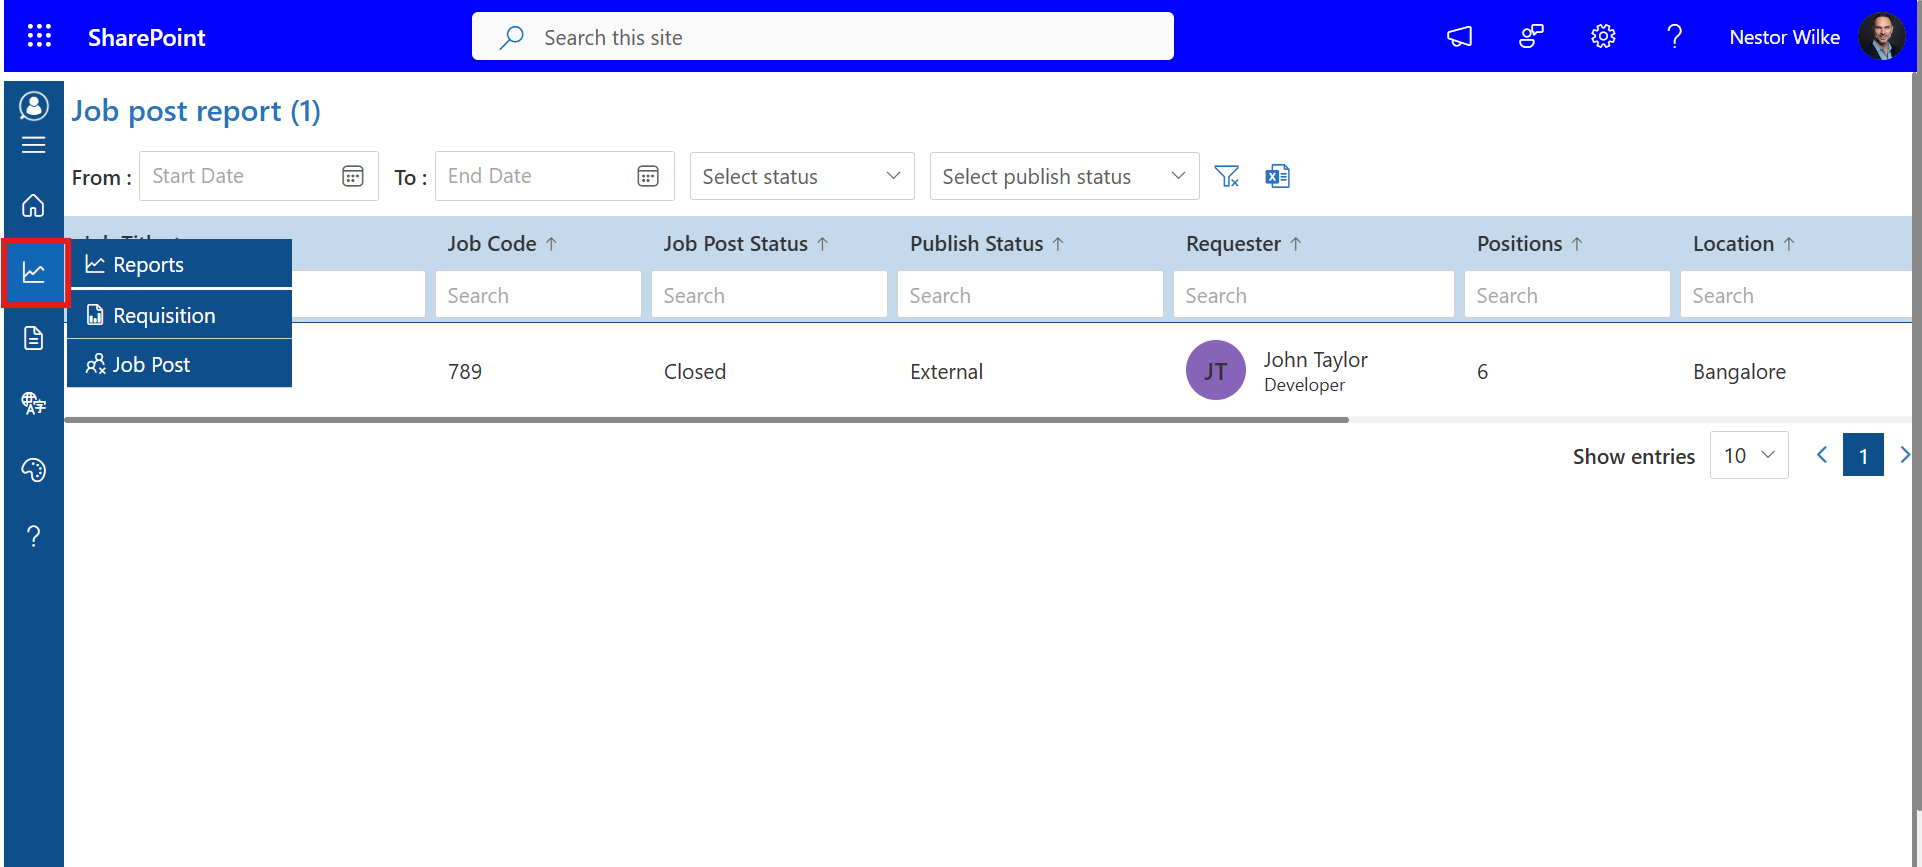 SharePoint
Search this site
Nestor Wilke
Job post report (1)
From :
Start Date
To :
End Date
Select status
Select publish status
Job Code ↑
Job Post Status ↑
Publish Status ↑
Requester ↑
Positions ↑
Location ↑
Reports
Requisition
Job Post
Search
Search
Search
Search
Search
Search
789
Closed
External
JT
John Taylor
Developer
6
Bangalore
Show entries
10
1